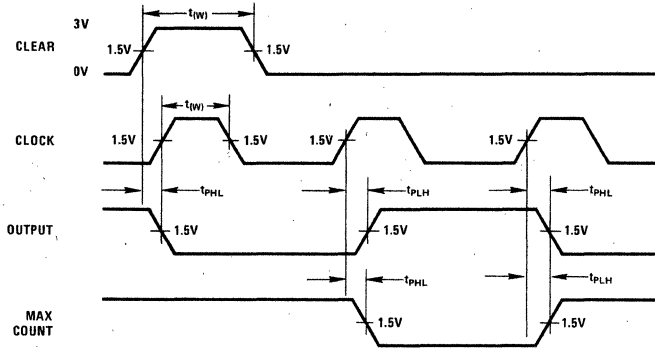 t(W)
3V
CLEAR
1.5V
1.5V
0V
t(W)
CLOCK
1.5V
1.5V
1.5V
1.5V
tPHL
tPLH
tPHL
OUTPUT
1.5V
1.5V
1.5V
tPHL
tPLH
MAX
COUNT
1.5V
1.5V